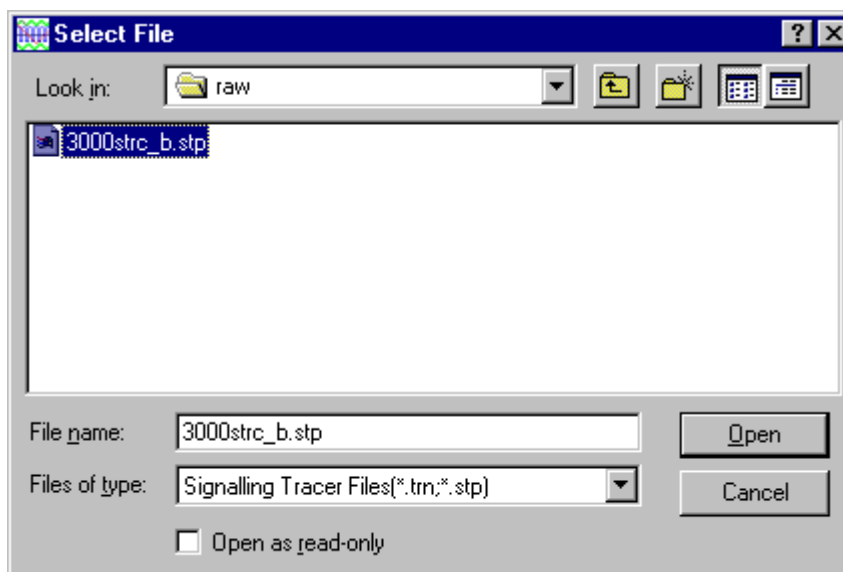 Select File
Look in: raw
3000strc_b.stp
File name: 3000strc_b.stp Open
Files of type: Signalling Tracer Files(*.trn;*.stp) Cancel
Open as read-only